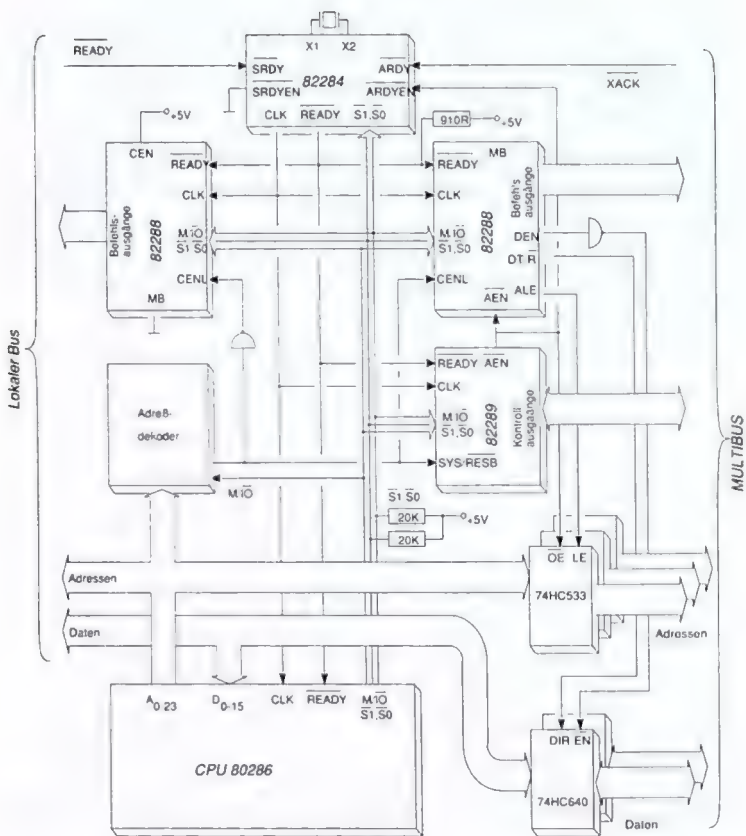 X1 X2
READY
SRDY
82284
ARDY
SRDYEN
ARDYEN
XACK
CLK READY S1,S0
+5V
910R
+5V
CEN
READY
CLK
Befehls-
ausgänge
82288
M/IO
S1,S0
CENL
MB
MB
READY
CLK
Befehls
ausgänge
82288
M/IO
S1,S0
DEN
DT/R
CENL
AEN
ALE
READY AEN
CLK
M/IO
S1,S0
82289
Kontroll
ausgäänge
SYS/RESB
Adreß-
dekoder
M/IO
S1 S0
20K
+5V
20K
Lokaler Bus
MULTIBUS
OE LE
74HC533
Adressen
Adressen
Daten
A0-23 D0-15 CLK READY M/IO
S1,S0
CPU 80286
DIR EN
74HC640
Daton